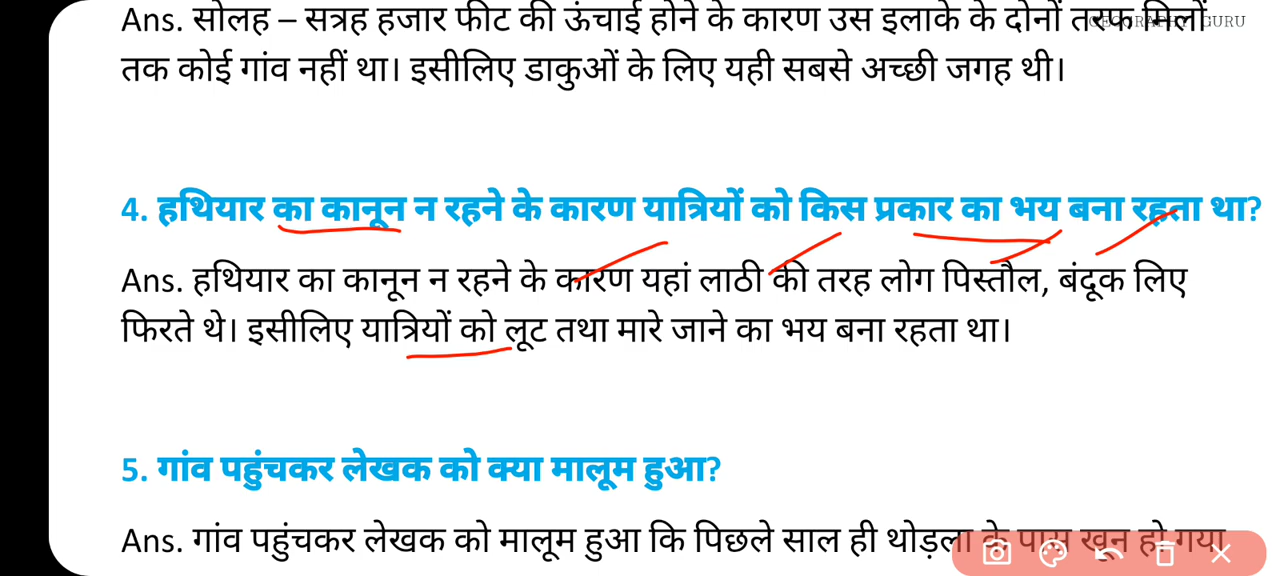 Ans. सोलह – सत्रह हजार फीट की ऊंचाई होने के कारण उस इलाके के दोनों तरफ मिलों
GEOGRAPHY GURU
तक कोई गांव नहीं था। इसीलिए डाकुओं के लिए यही सबसे अच्छी जगह थी।
4. हथियार का कानून न रहने के कारण यात्रियों को किस प्रकार का भय बना रहता था?
Ans. हथियार का कानून न रहने के कारण यहां लाठी की तरह लोग पिस्तौल, बंदूक लिए
फिरते थे। इसीलिए यात्रियों को लूट तथा मारे जाने का भय बना रहता था।
5. गांव पहुंचकर लेखक को क्या मालूम हुआ?
Ans. गांव पहुंचकर लेखक को मालूम हुआ कि पिछले साल ही थोड़ला के पास खून हो गया